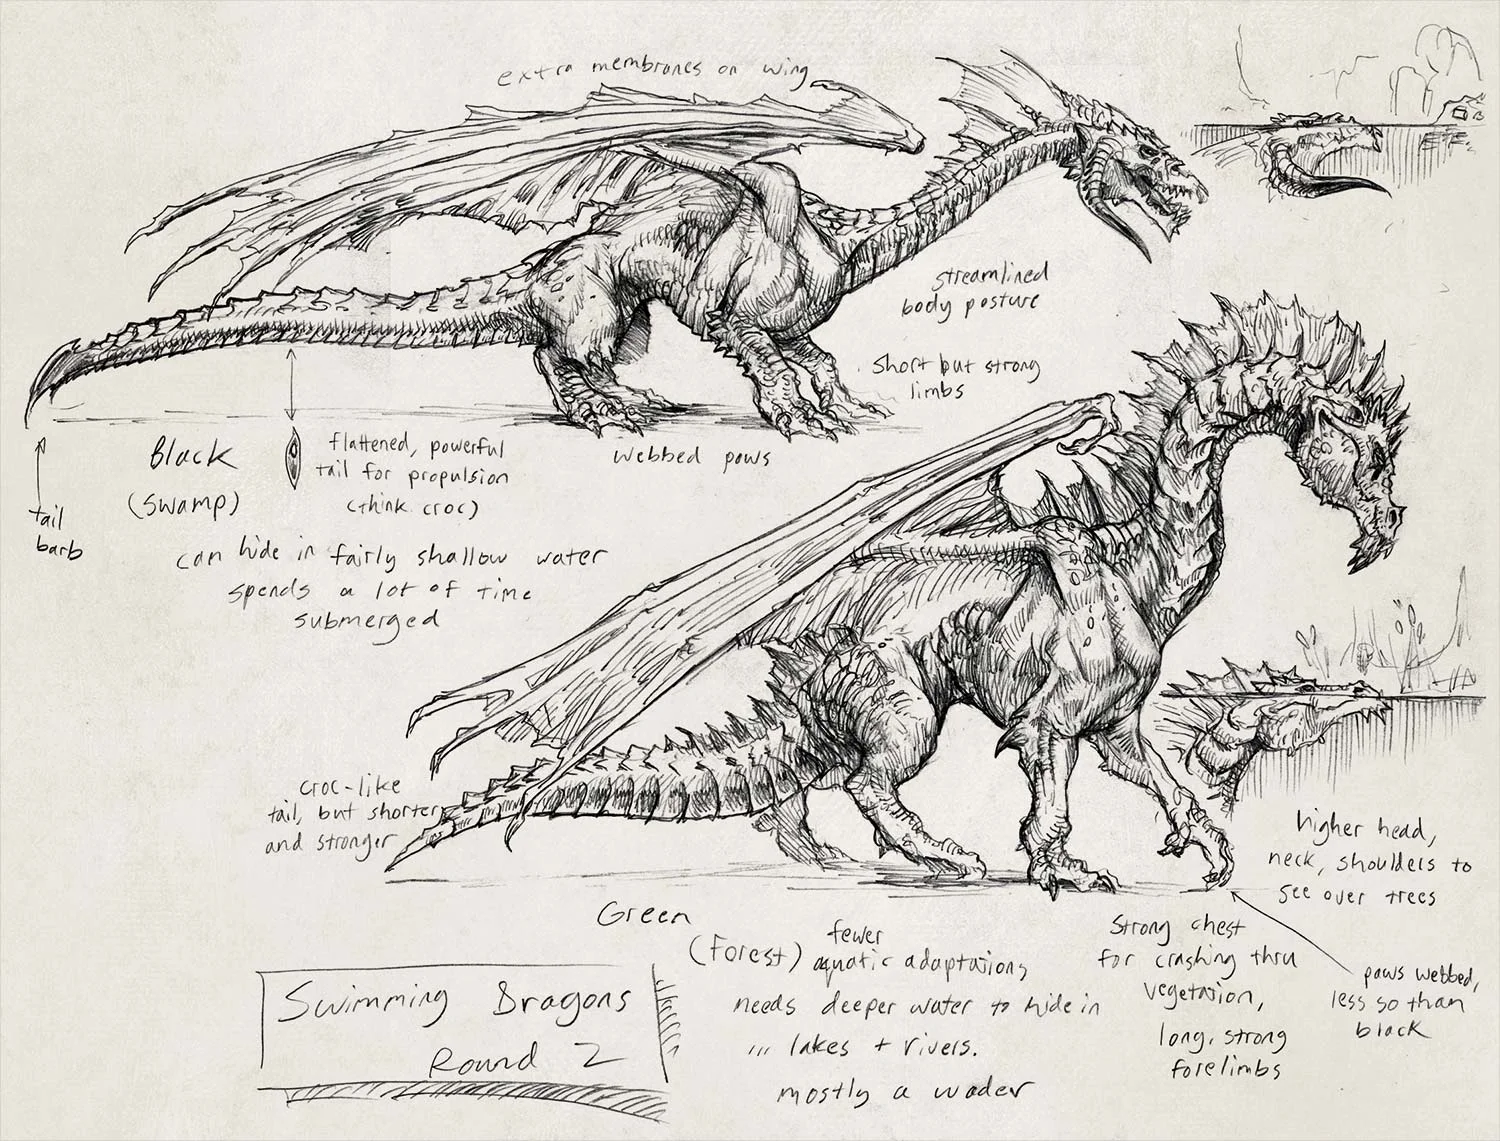 extra membranes on wing
streamlined
body posture
short but strong
limbs
webbed paws
Black
(swamp)
flattened, powerful
tail for propulsion
(think croc)
tail
barb
can hide in fairly shallow water
spends a lot of time
submerged
croc-like
tail, but shorter
and stronger
higher head,
neck, shoulders to
see over trees
Green
(Forest)
fewer
aquatic adaptations,
needs deeper water to hide in
... lakes + rivers.
mostly a wader
Strong chest
for crashing thru
vegetation,
long, strong
forelimbs
paws webbed,
less so than
black
Swimming Dragons
Round 2